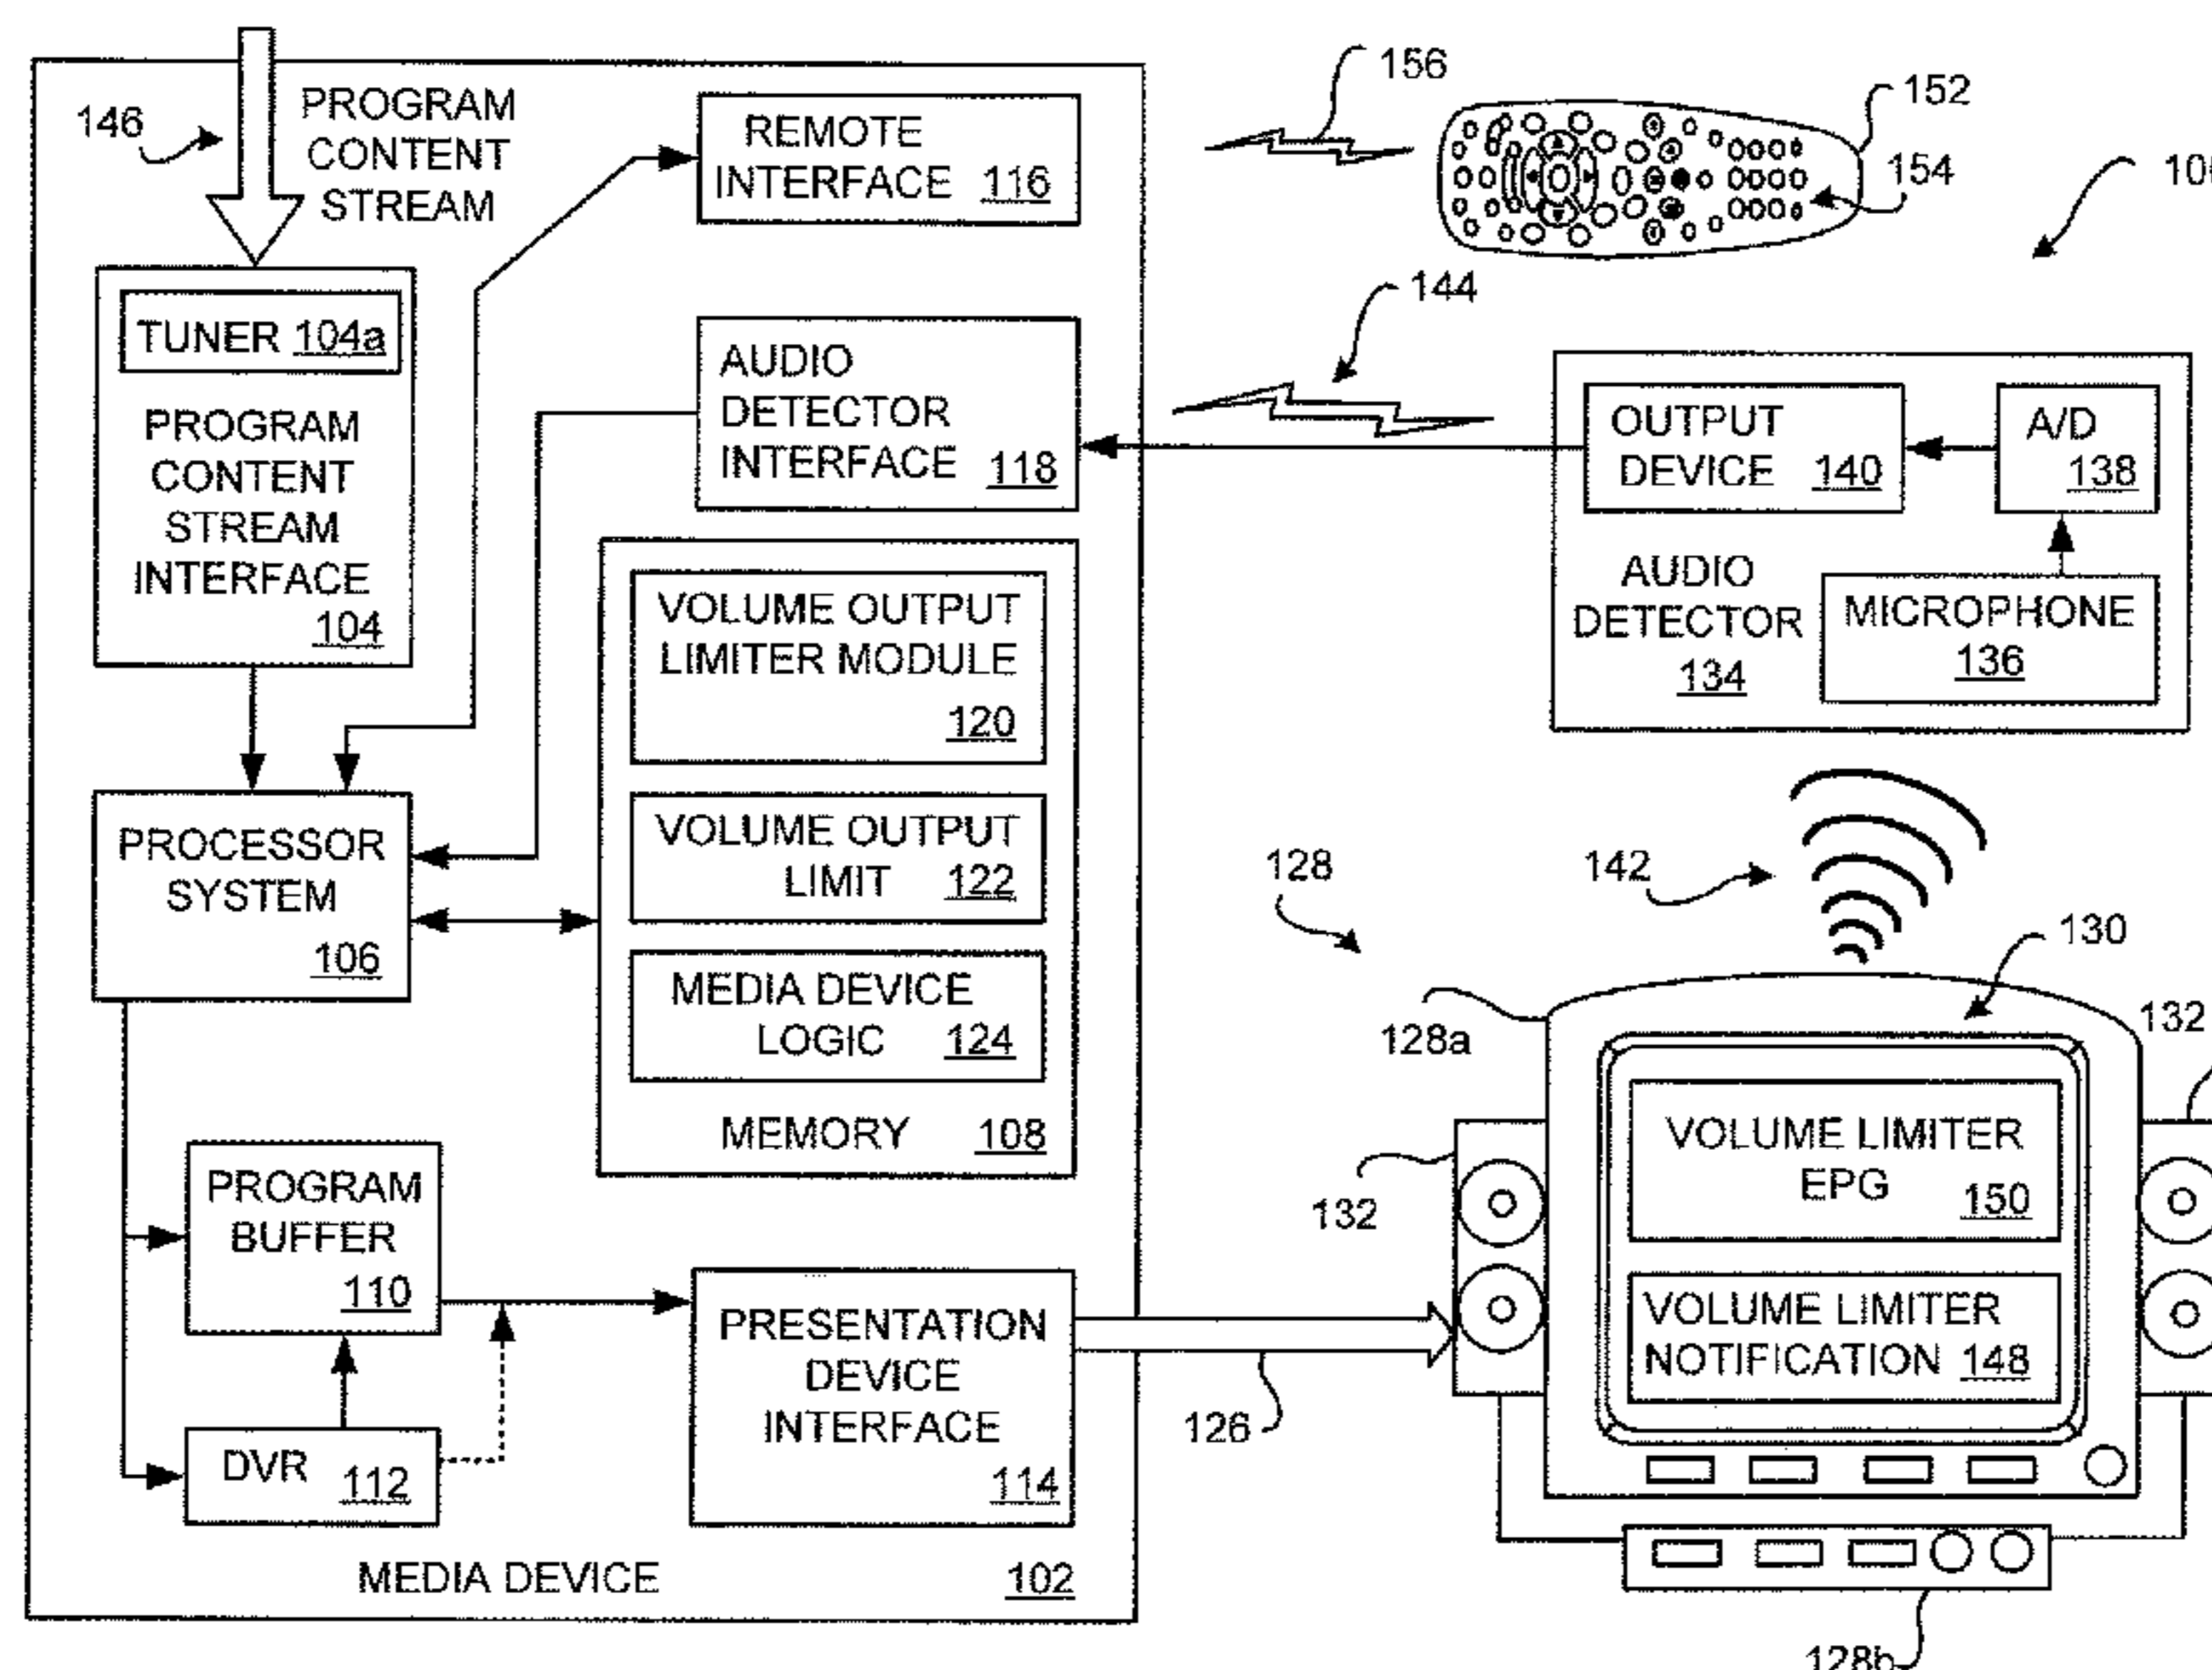 146
PROGRAM
CONTENT
STREAM
REMOTE
INTERFACE 116
156
152
154
TUNER 104a
PROGRAM
CONTENT
STREAM
INTERFACE
104
AUDIO
DETECTOR
INTERFACE 118
144
OUTPUT
DEVICE 140
A/D
138
AUDIO
DETECTOR
134
MICROPHONE
136
VOLUME OUTPUT
LIMITER MODULE
120
PROCESSOR
SYSTEM
106
VOLUME OUTPUT
LIMIT 122
MEDIA DEVICE
LOGIC 124
MEMORY 108
128
142
130
128a
132
132
PROGRAM
BUFFER
110
DVR 112
PRESENTATION
DEVICE
INTERFACE
114
126
VOLUME LIMITER
EPG 150
VOLUME LIMITER
NOTIFICATION 148
MEDIA DEVICE 102
128b